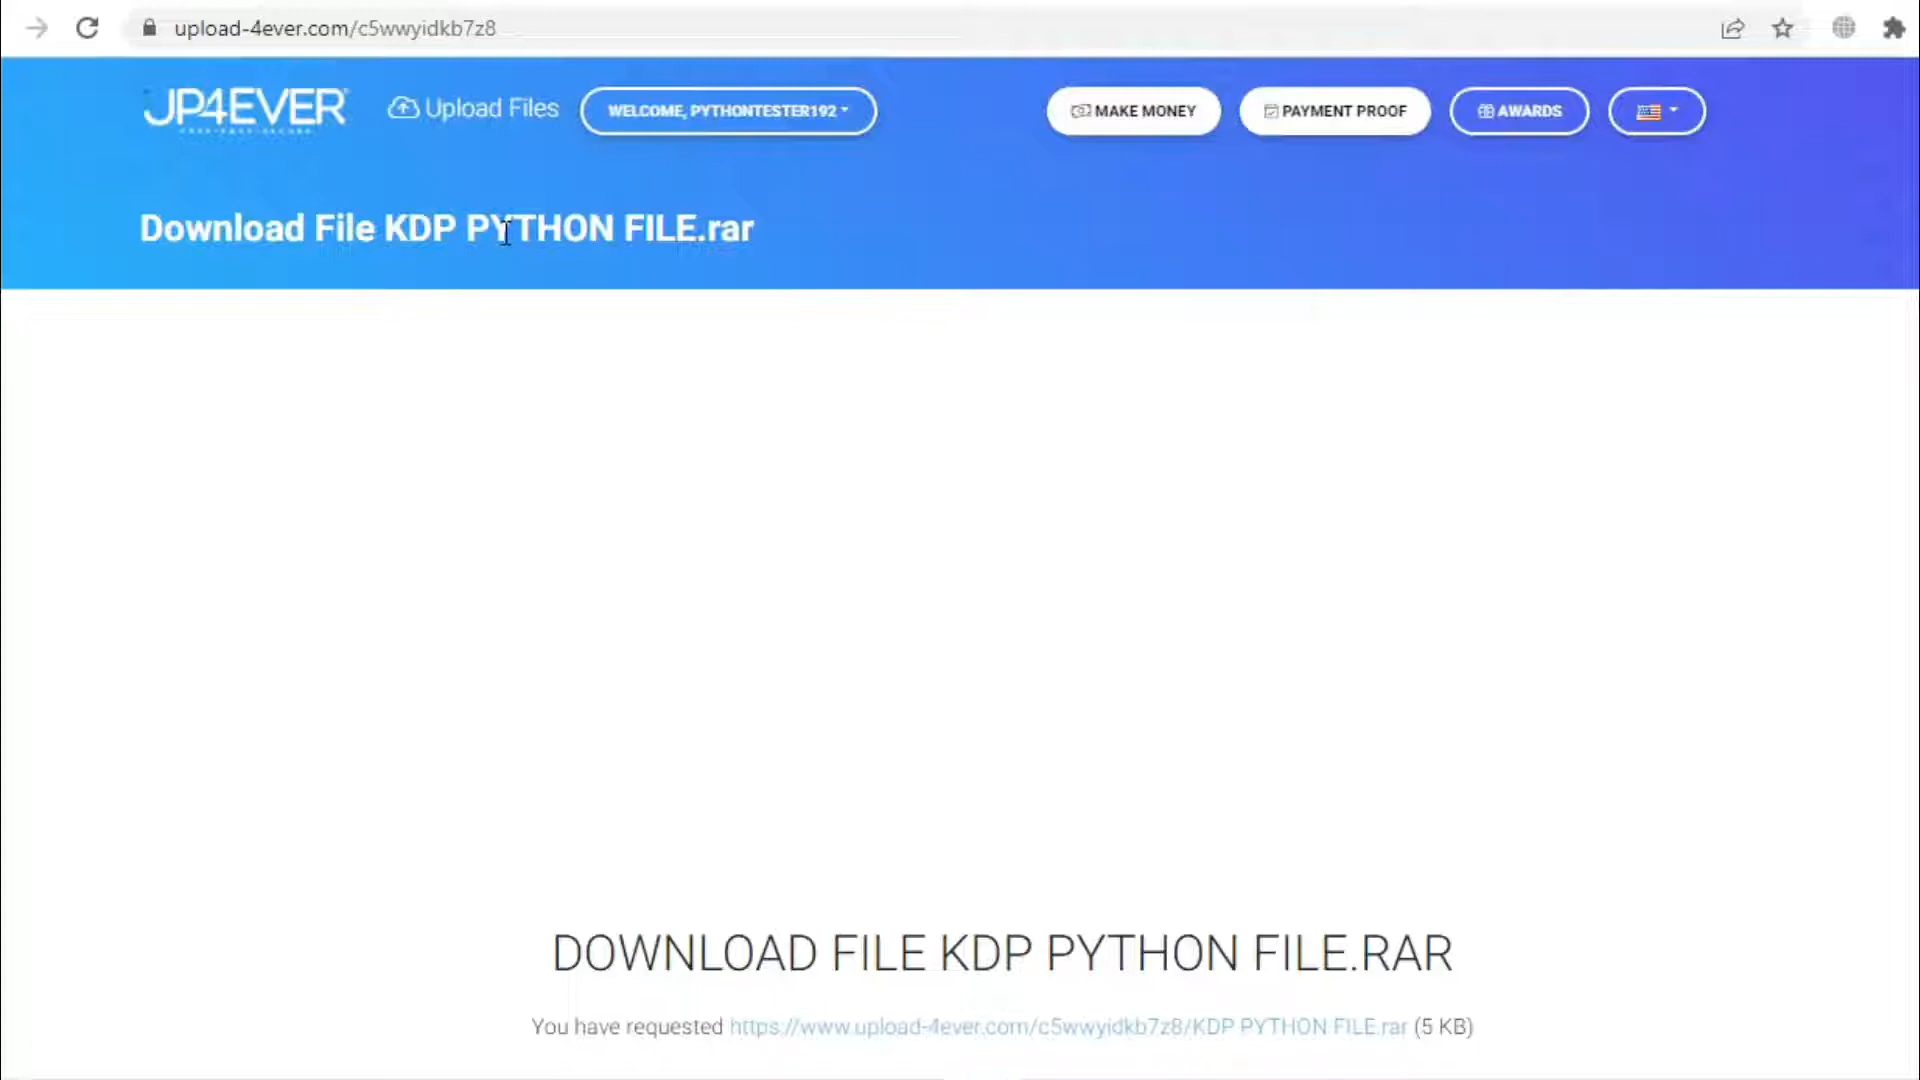 upload-4ever.com/c5wwyidkb7z8
UP4EVER
Upload Files
WELCOME, PYTHONTESTER192
MAKE MONEY
PAYMENT PROOF
AWARDS
Download File KDP PYTHON FILE.rar
DOWNLOAD FILE KDP PYTHON FILE.RAR
You have requested https://www.upload-4ever.com/c5wwyidkb7z8/KDP PYTHON FILE.rar (5 KB)